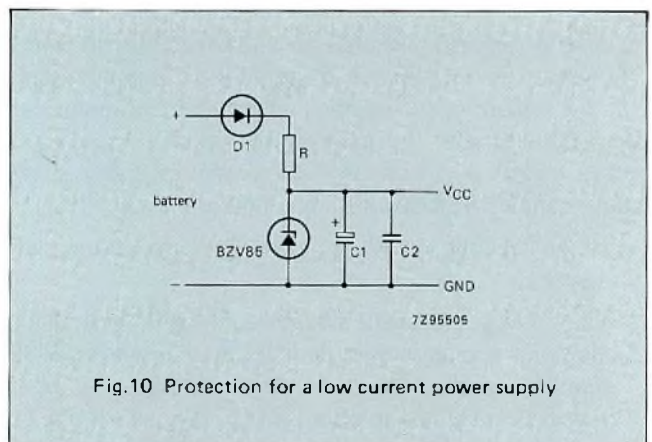 +
D1
R
battery
VCC
BZV85
+
C1
C2
−
GND
7Z95505
Fig.10 Protection for a low current power supply